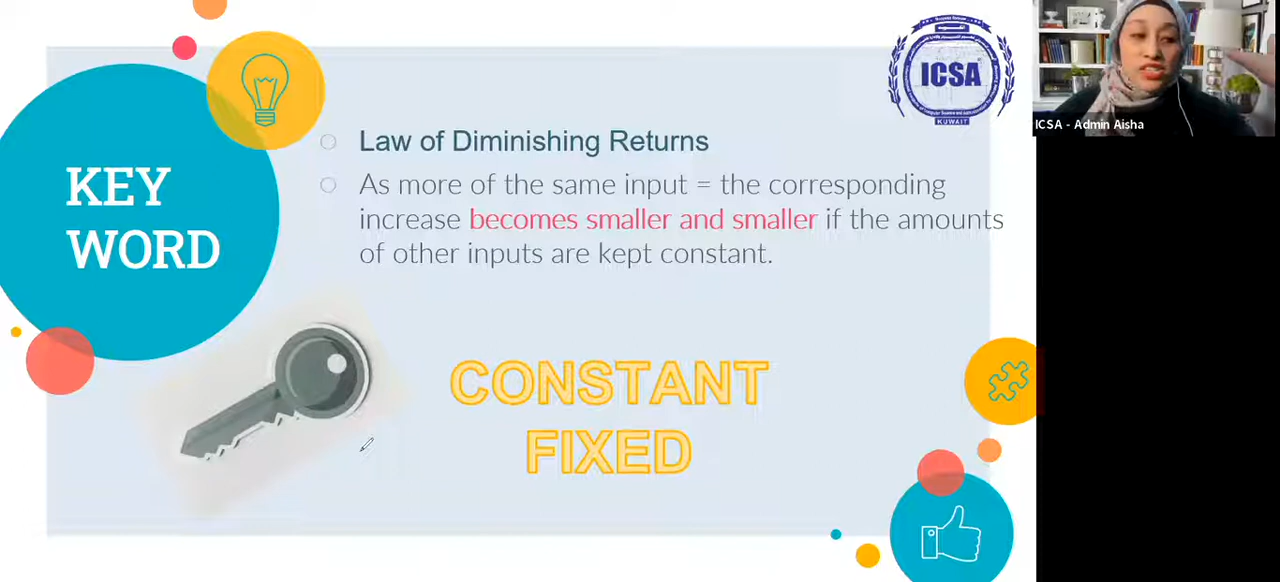 KEY
WORD
Law of Diminishing Returns
As more of the same input = the corresponding
increase becomes smaller and smaller if the amounts
of other inputs are kept constant.
CONSTANT
FIXED
ICSA
KUWAIT
ICSA - Admin Aisha